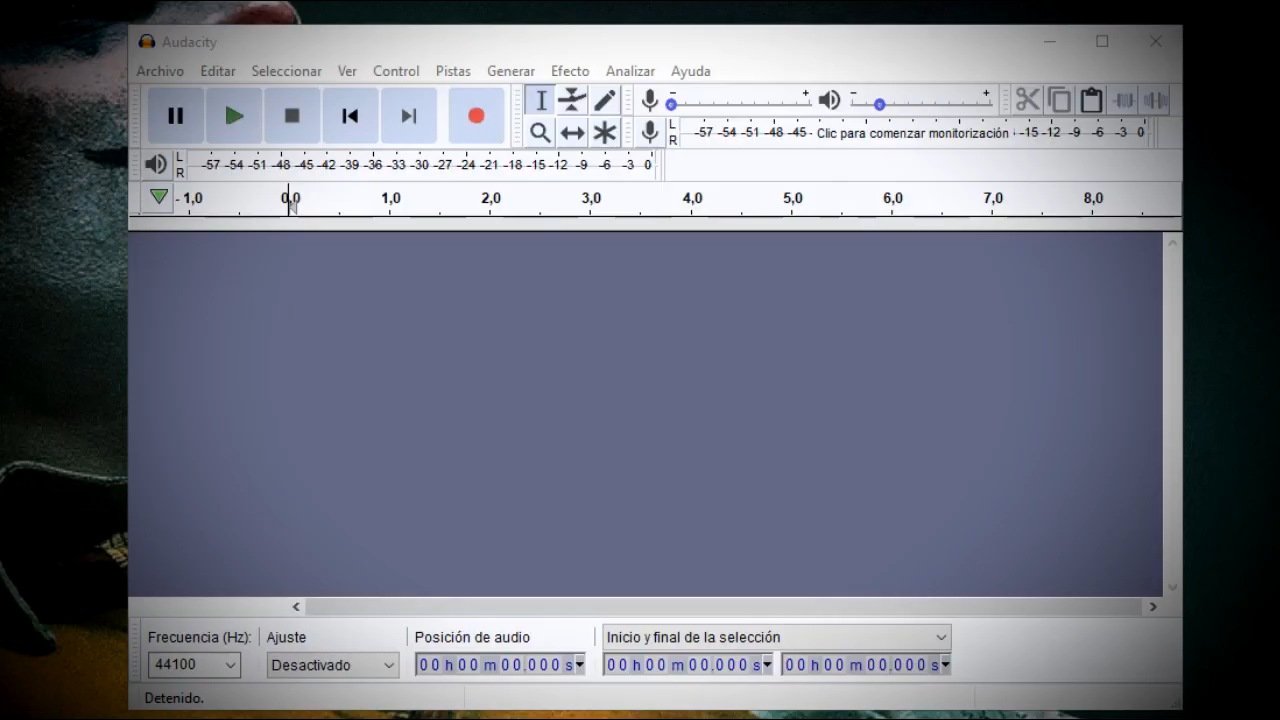 Audacity
Archivo Editar Seleccionar Ver Control Pistas Generar Efecto Analizar Ayuda
- +
- +
L -57 -54 -51 -48 -45 - Clic para comenzar monitorización -15 -12 -9 -6 -3 0
R
L -57 -54 -51 -48 -45 -42 -39 -36 -33 -30 -27 -24 -21 -18 -15 -12 -9 -6 -3 0
R
- 1,0 0,0 1,0 2,0 3,0 4,0 5,0 6,0 7,0 8,0
Frecuencia (Hz): Ajuste Posición de audio Inicio y final de la selección
44100 Desactivado 00 h 00 m 00.000 s 00 h 00 m 00.000 s 00 h 00 m 00.000 s
Detenido.